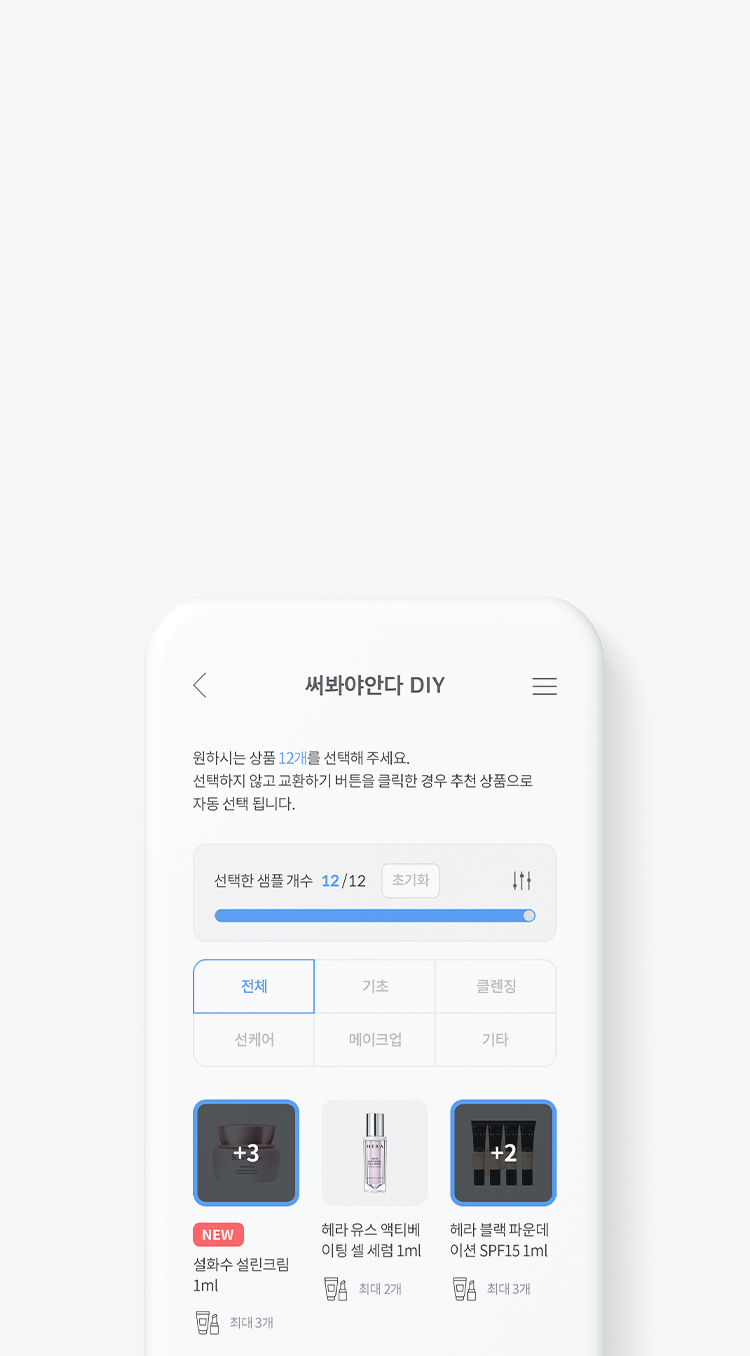 써봐야안다 DIY
원하시는 상품 12개를 선택해 주세요.
선택하지 않고 교환하기 버튼을 클릭한 경우 추천 상품으로
자동 선택 됩니다.
선택한 샘플 개수 12/12 초기화
전체 기초 클렌징
선케어 메이크업 기타
+3 HERA +2
NEW
설화수 설린크림
1ml
최대 3개
헤라 유스 액티베
이팅 셀 세럼 1ml
최대 2개
헤라 블랙 파운데
이션 SPF15 1ml
최대 3개